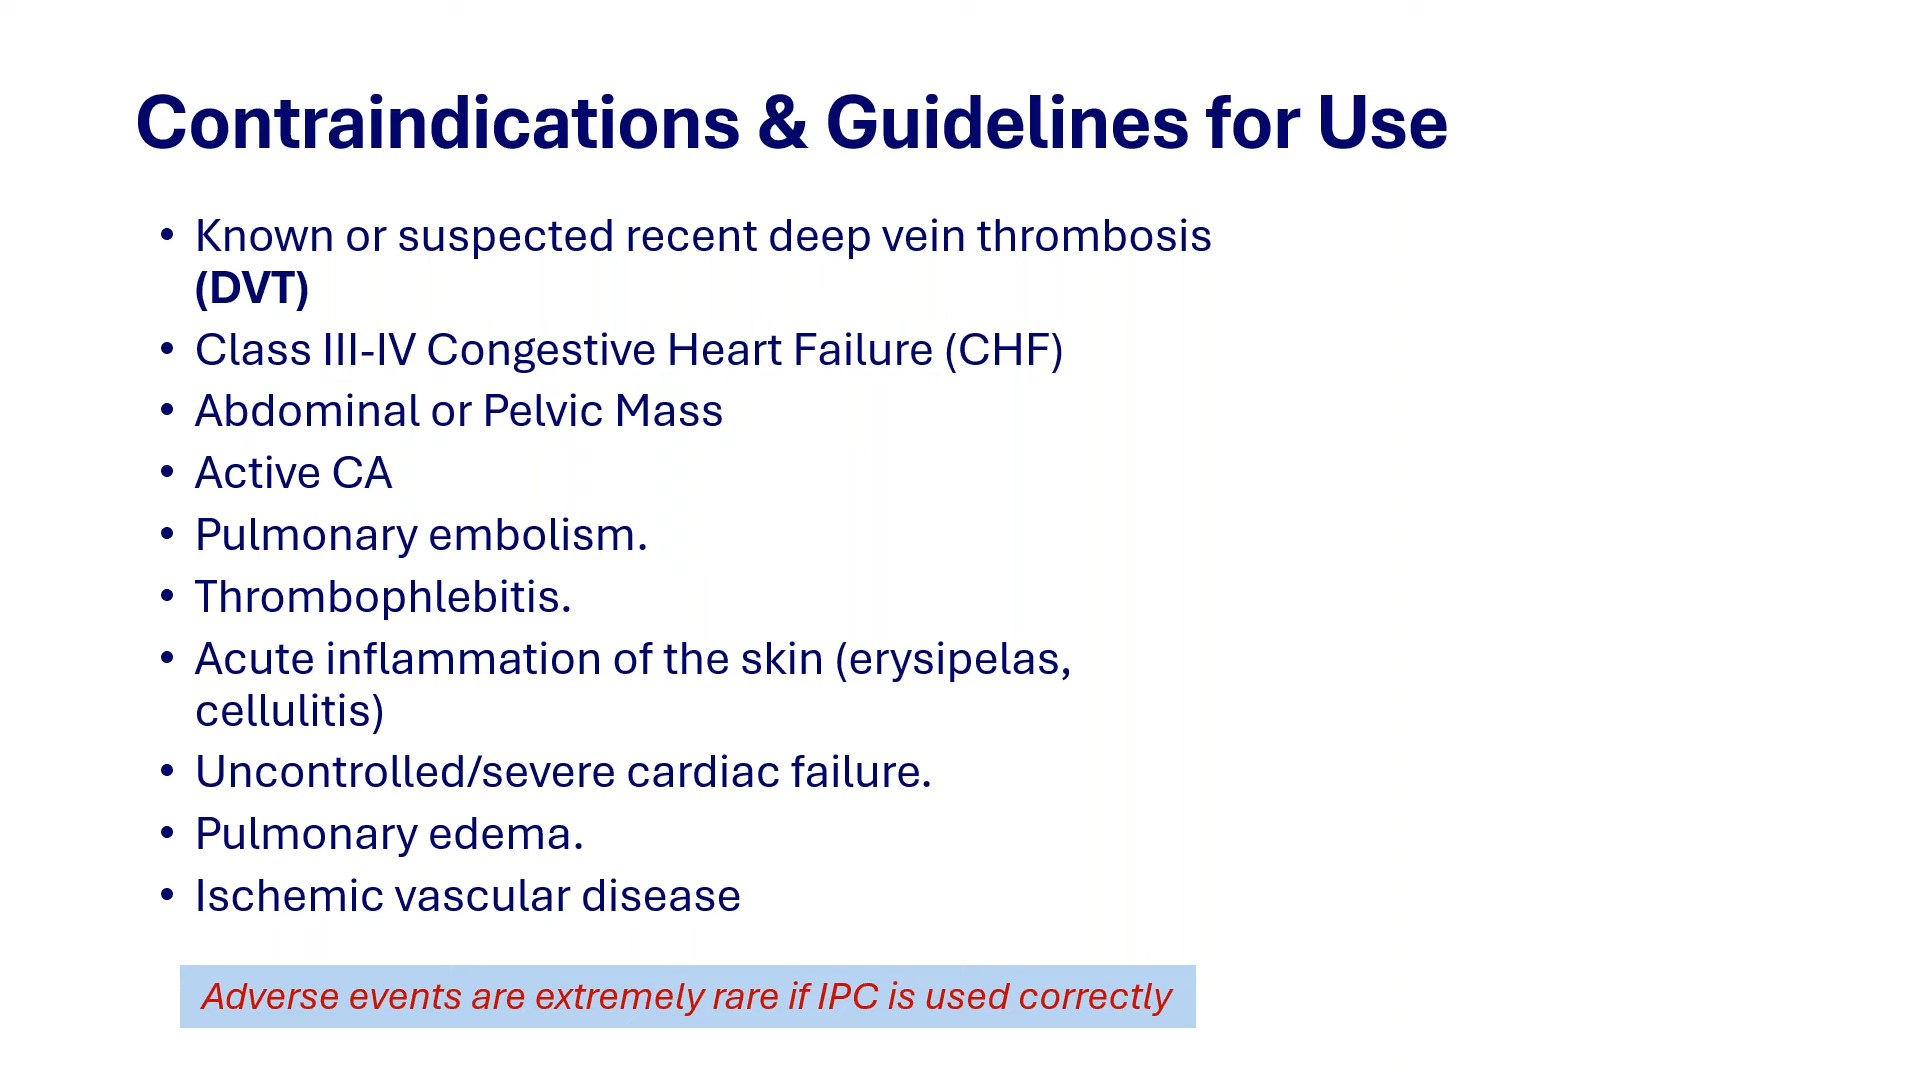 Contraindications & Guidelines for Use
• Known or suspected recent deep vein thrombosis
(DVT)
• Class III-IV Congestive Heart Failure (CHF)
• Abdominal or Pelvic Mass
• Active CA
• Pulmonary embolism.
• Thrombophlebitis.
• Acute inflammation of the skin (erysipelas,
cellulitis)
• Uncontrolled/severe cardiac failure.
• Pulmonary edema.
• Ischemic vascular disease
Adverse events are extremely rare if IPC is used correctly